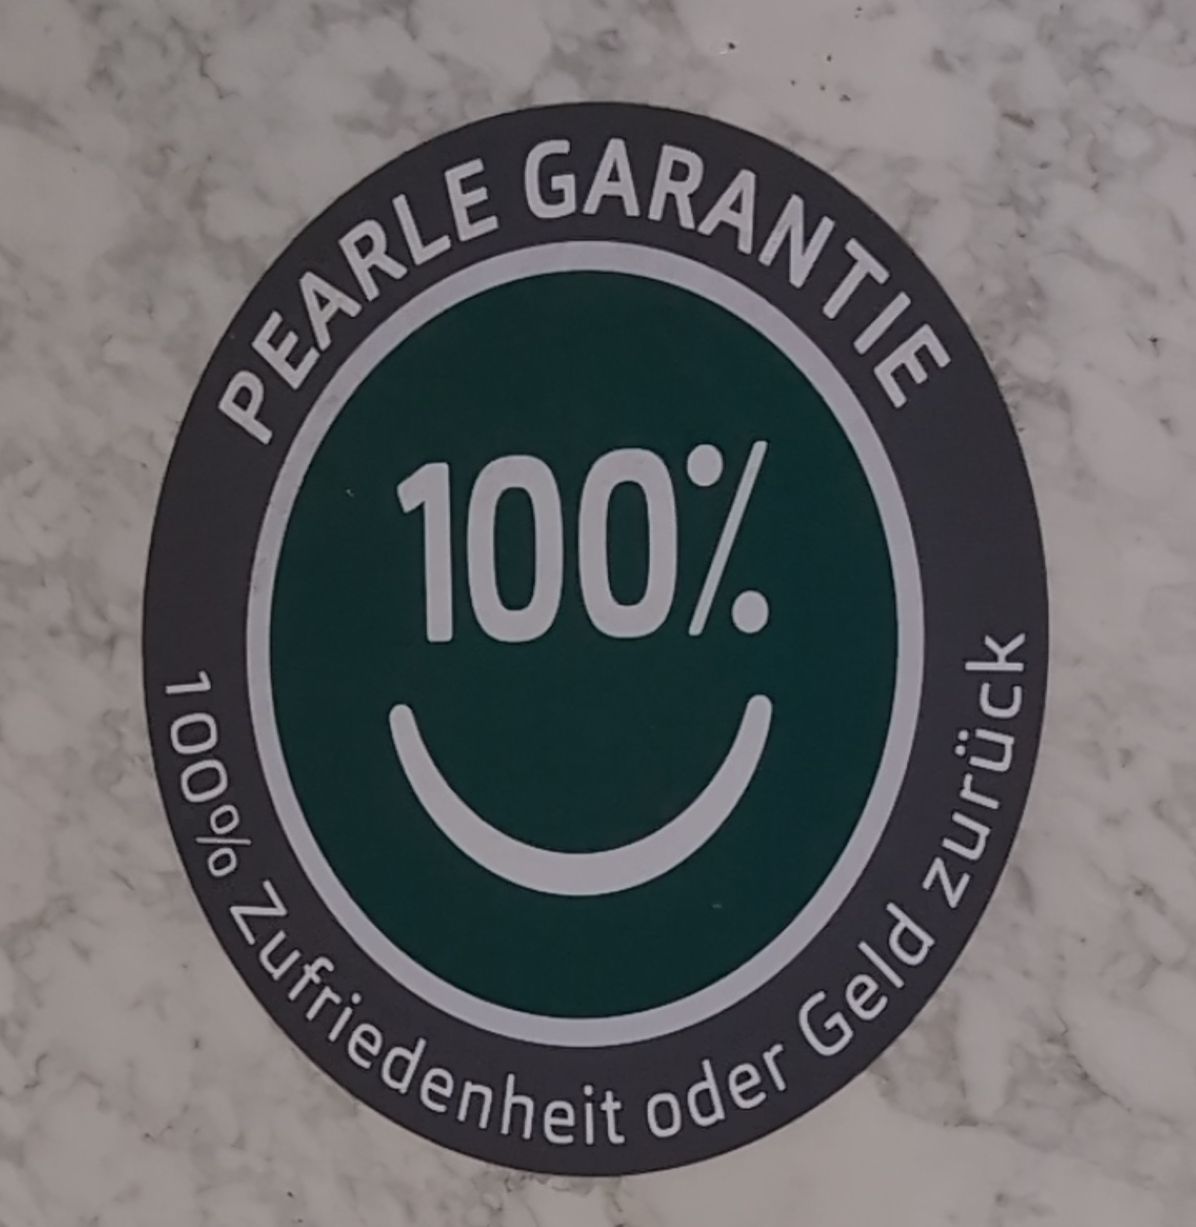 PEARLE GARANTIE
100%
100% Zufriedenheit oder Geld zurück